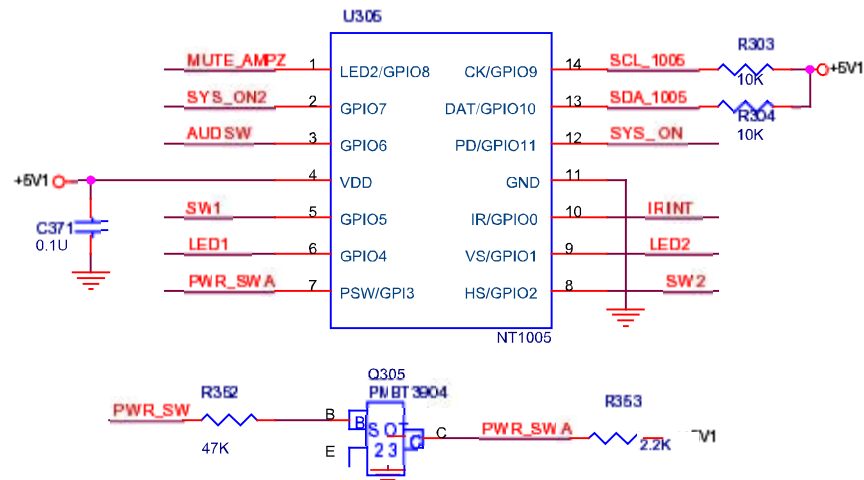 U305
MUTE_AMPZ 1 LED2/GPIO8 CK/GPIO9 14 SCL_1005 R303 10K +5V1
SYS_ON2 2 GPIO7 DAT/GPIO10 13 SDA_1005 R304 10K
AUDSW 3 GPIO6 PD/GPIO11 12 SYS_ON
+5V1 4 VDD GND 11
SW1 5 GPIO5 IR/GPIO0 10 IRINT
C371
0.1U
LED1 6 GPIO4 VS/GPIO1 9 LED2
PWR_SWA 7 PSW/GPI3 HS/GPIO2 8 SW2
NT1005
Q305
PMBT3904
R352
R353
PWR_SW B B SOT C C PWR_SWA V1
47K E 23 2.2K